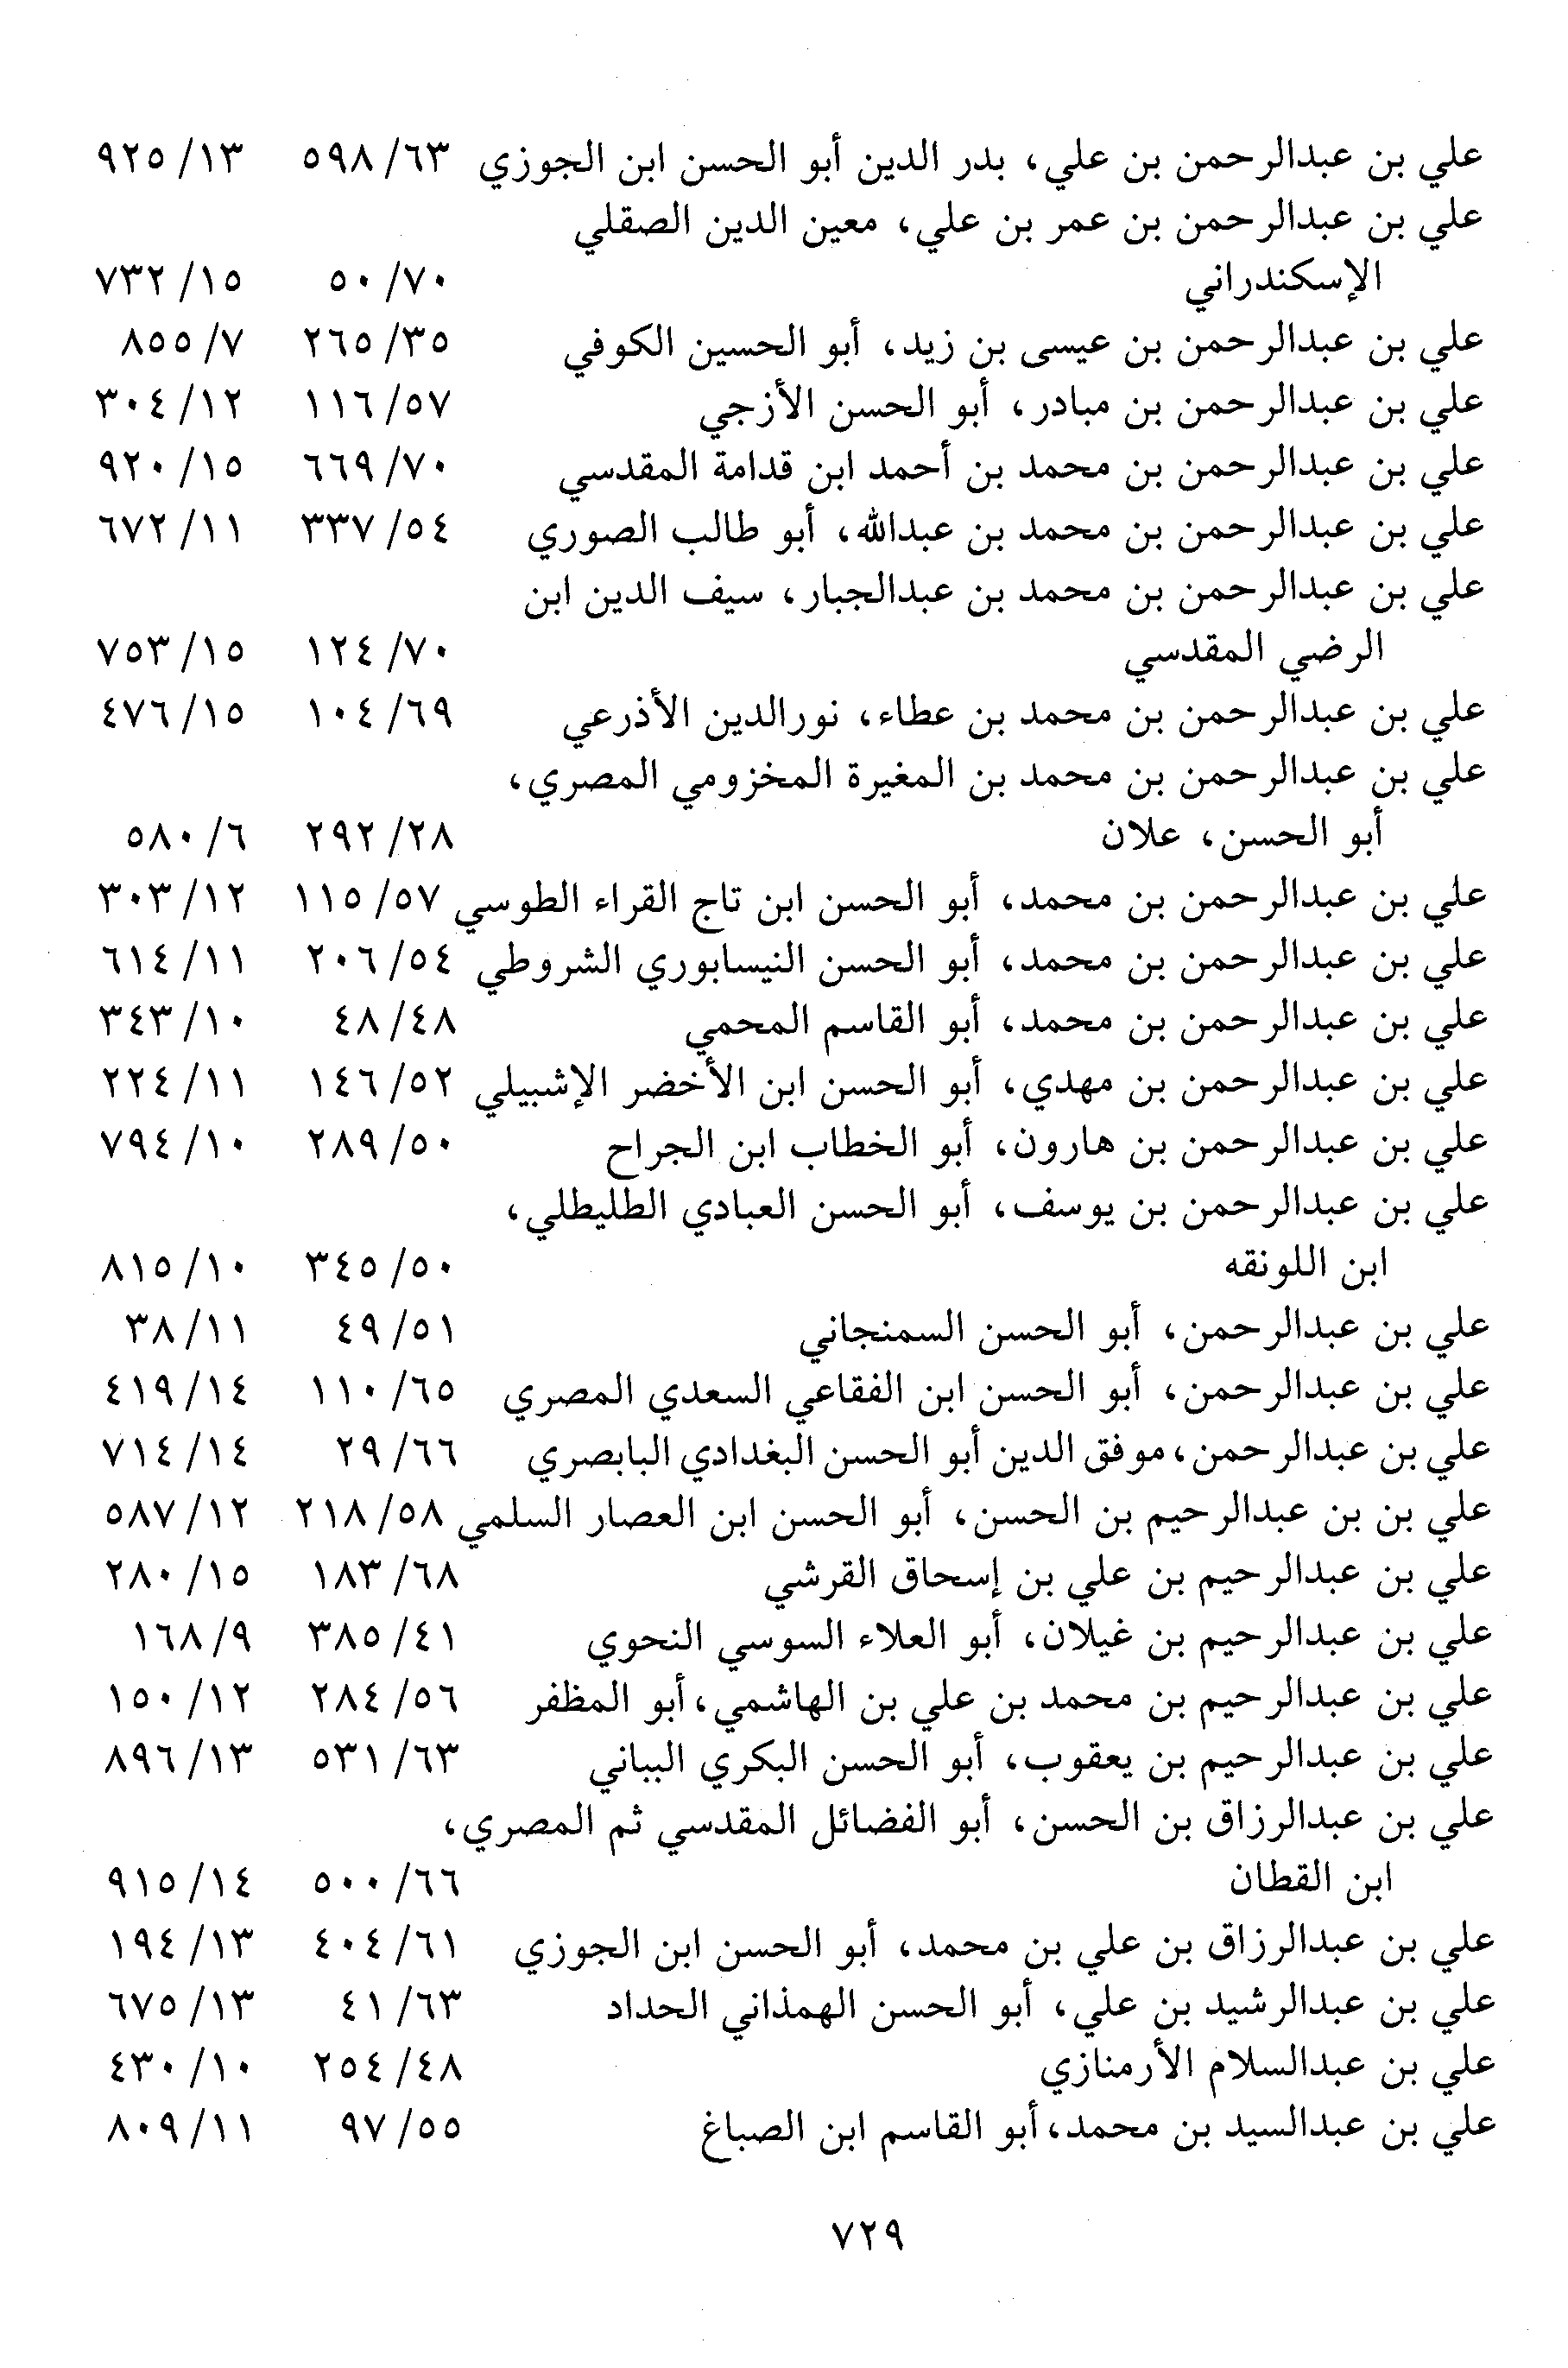 علي بن عبدالرحمن بن علي، بدر الدين أبو الحسن ابن الجوزي ٦٣/ ٥٩٨ ١٣/ ٩٢٥
علي بن عبدالرحمن بن عمر بن علي، معين الدين الصقلي
الإسكندراني ٧٠/ ٥٠ ١٥/ ٧٣٢
علي بن عبدالرحمن بن عيسى بن زيد، أبو الحسين الكوفي ٣٥/ ٢٦٥ ٧/ ٨٥٥
علي بن عبدالرحمن بن مبادر، أبو الحسن الأزجي ٥٧/ ١١٦ ١٢/ ٣٠٤
علي بن عبدالرحمن بن محمد بن أحمد ابن قدامة المقدسي ٧٠/ ٦٦٩ ١٥/ ٩٢٠
علي بن عبدالرحمن بن محمد بن عبدالله، أبو طالب الصوري ٥٤/ ٣٣٧ ١١/ ٦٧٢
علي بن عبدالرحمن بن محمد بن عبدالجبار، سيف الدين ابن
الرضي المقدسي ٧٠/ ١٢٤ ١٥/ ٧٥٣
علي بن عبدالرحمن بن محمد بن عطاء، نورالدين الأذرعي ٦٩/ ١٠٤ ١٥/ ٤٧٦
علي بن عبدالرحمن بن محمد بن المغيرة المخزومي المصري،
أبو الحسن، علان ٢٨/ ٢٩٢ ٦/ ٥٨٠
علي بن عبدالرحمن بن محمد، أبو الحسن ابن تاج القراء الطوسي ٥٧/ ١١٥ ١٢/ ٣٠٣
علي بن عبدالرحمن بن محمد، أبو الحسن النيسابوري الشروطي ٥٤/ ٢٠٦ ١١/ ٦١٤
علي بن عبدالرحمن بن محمد، أبو القاسم المحمي ٤٨/ ٤٨ ١٠/ ٣٤٣
علي بن عبدالرحمن بن مهدي، أبو الحسن ابن الأخضر الإشبيلي ٥٢/ ١٤٦ ١١/ ٢٢٤
علي بن عبدالرحمن بن هارون، أبو الخطاب ابن الجراح ٥٠/ ٢٨٩ ١٠/ ٧٩٤
علي بن عبدالرحمن بن يوسف، أبو الحسن العبادي الطليطلي،
ابن اللونقه ٥٠/ ٣٤٥ ١٠/ ٨١٥
علي بن عبدالرحمن، أبو الحسن السمنجاني ٥١/ ٤٩ ١١/ ٣٨
علي بن عبدالرحمن، أبو الحسن ابن الفقاعي السعدي المصري ٦٥/ ١١٠ ١٤/ ٤١٩
علي بن عبدالرحمن، موفق الدين أبو الحسن البغدادي البابصري ٦٦/ ٢٩ ١٤/ ٧١٤
علي بن بن عبدالرحيم بن الحسن، أبو الحسن ابن العصار السلمي ٥٨/ ٢١٨ ١٢/ ٥٨٧
علي بن عبدالرحيم بن علي بن إسحاق القرشي ٦٨/ ١٨٣ ١٥/ ٢٨٠
علي بن عبدالرحيم بن غيلان، أبو العلاء السوسي النحوي ٤١/ ٣٨٥ ٩/ ١٦٨
علي بن عبدالرحيم بن محمد بن علي بن الهاشمي، أبو المظفر ٥٦/ ٢٨٤ ١٢/ ١٥٠
علي بن عبدالرحيم بن يعقوب، أبو الحسن البكري البباني ٦٣/ ٥٣١ ١٣/ ٨٩٦
علي بن عبدالرزاق بن الحسن، أبو الفضائل المقدسي ثم المصري،
ابن القطان ٦٦/ ٥٠٠ ١٤/ ٩١٥
علي بن عبدالرزاق بن علي بن محمد، أبو الحسن ابن الجوزي ٦١/ ٤٠٤ ١٣/ ١٩٤
علي بن عبدالرشيد بن علي، أبو الحسن الهمذاني الحداد ٦٣/ ٤١ ١٣/ ٦٧٥
علي بن عبدالسلام الأرمنازي ٤٨/ ٢٥٤ ١٠/ ٤٣٠
علي بن عبدالسيد بن محمد، أبو القاسم ابن الصباغ ٥٥/ ٩٧ ١١/ ٨٠٩
٧٢٩